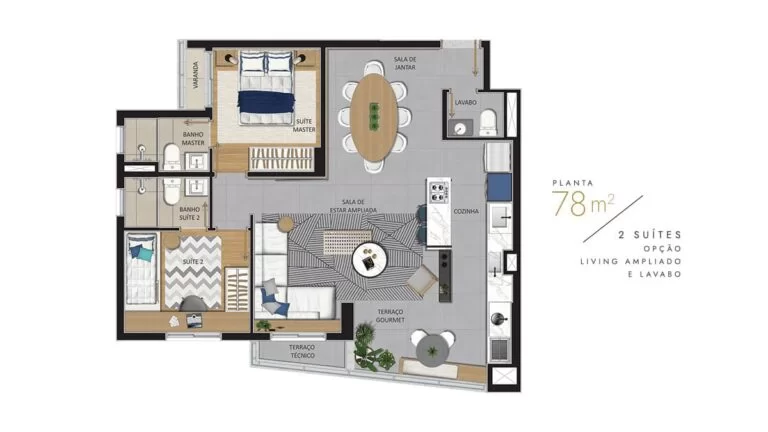 SALA DE
JANTAR
VARANDA
LAVABO
SUÍTE
MASTER
BANHO
MASTER
SALA DE
ESTAR AMPLIADA
COZINHA
BANHO
SUÍTE 2
SUÍTE 2
TERRAÇO
GOURMET
TERRAÇO
TÉCNICO
PLANTA
78 m²
2 SUÍTES
OPÇÃO
LIVING AMPLIADO
E LAVABO